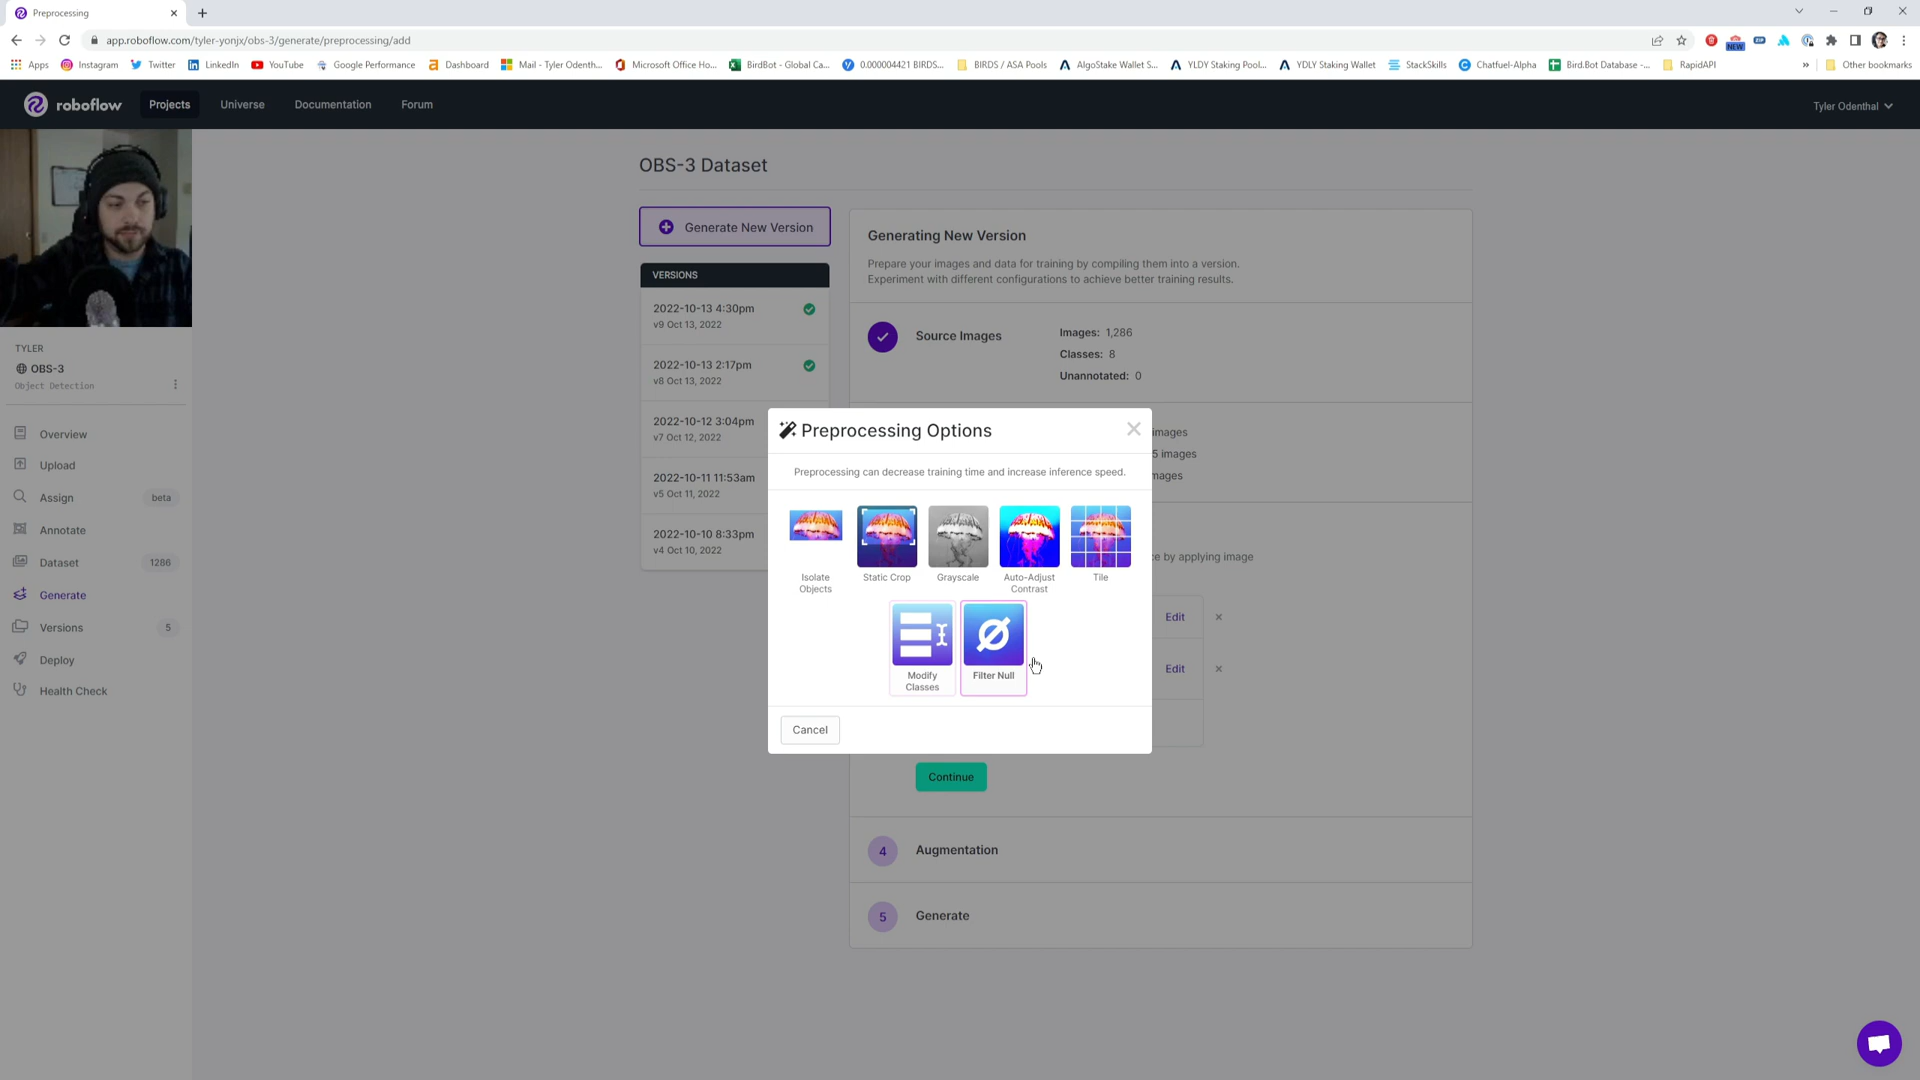 Preprocessing
app.roboflow.com/tyler-yonjx/obs-3/generate/preprocessing/add
Apps
Instagram
Twitter
LinkedIn
YouTube
Google Performance
Dashboard
Mail - Tyler Odenth...
Microsoft Office Ho...
BirdBot - Global Ca...
0.000004421 BIRDS...
BIRDS / ASA Pools
AlgoStake Wallet S...
YLDY Staking Pool...
YDLY Staking Wallet
StackSkills
Chatfuel-Alpha
Bird.Bot Database -...
RapidAPI
»
Other bookmarks
NEW
ZIP
roboflow
Projects
Universe
Documentation
Forum
Tyler Odenthal
TYLER
OBS-3
Object Detection
Overview
Upload
Assign
beta
Annotate
Dataset
1286
Generate
Versions
5
Deploy
Health Check
OBS-3 Dataset
Generate New Version
VERSIONS
2022-10-13 4:30pm
v9 Oct 13, 2022
2022-10-13 2:17pm
v8 Oct 13, 2022
2022-10-12 3:04pm
v7 Oct 12, 2022
2022-10-11 11:53am
v5 Oct 11, 2022
2022-10-10 8:33pm
v4 Oct 10, 2022
Generating New Version
Prepare your images and data for training by compiling them into a version.
Experiment with different configurations to achieve better training results.
Source Images
Images: 1,286
Classes: 8
Unannotated: 0
images
5 images
mages
ce by applying image
Edit
×
Edit
×
Preprocessing Options
Preprocessing can decrease training time and increase inference speed.
Isolate
Objects
Static Crop
Grayscale
Auto-Adjust
Contrast
Tile
Modify
Classes
Filter Null
Cancel
Continue
4
Augmentation
5
Generate